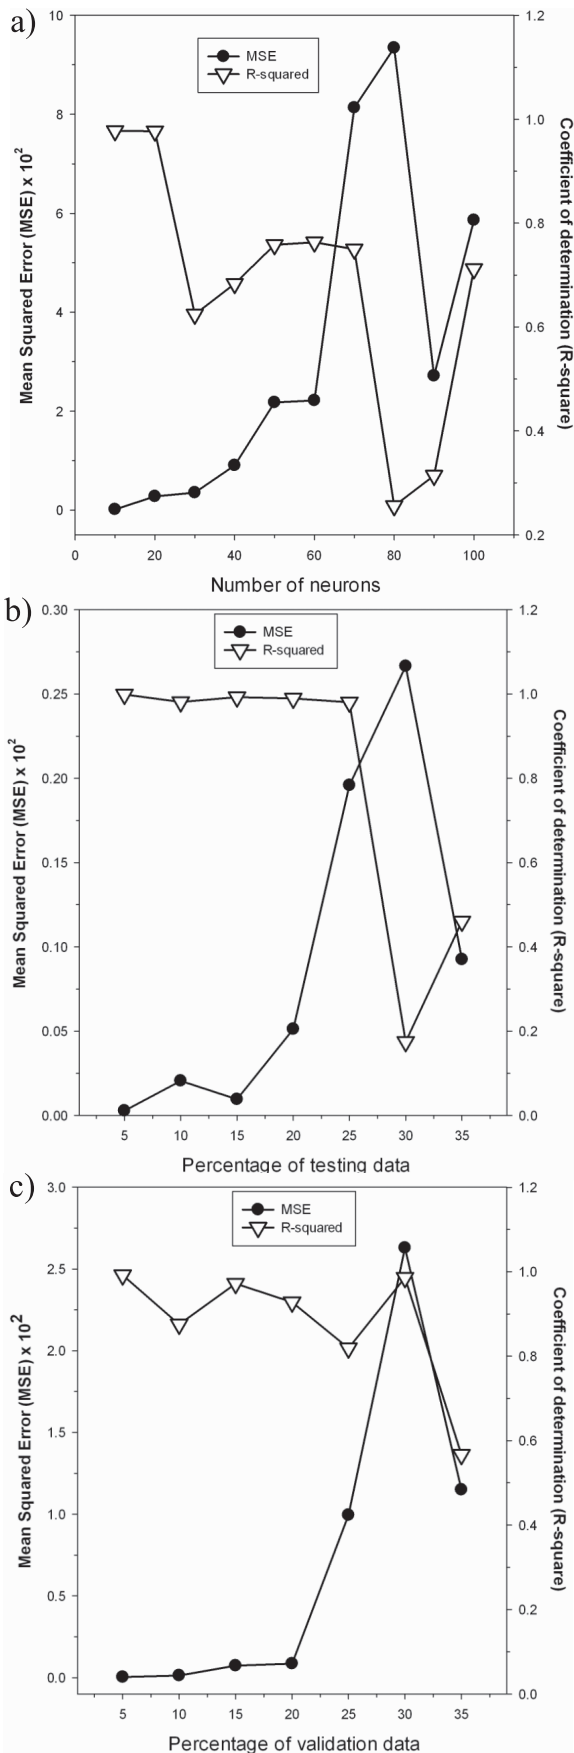 a)
MSE
R-squared
10
8
6
4
2
0
Mean Squared Error (MSE) x 10²
1.2
1.0
0.8
0.6
0.4
0.2
Coefficient of determination (R-square)
0 20 40 60 80 100
Number of neurons
b)
MSE
R-squared
0.30
0.25
0.20
0.15
0.10
0.05
0.00
Mean Squared Error (MSE) x 10²
1.2
1.0
0.8
0.6
0.4
0.2
0.0
Coefficient of determination (R-square)
5 10 15 20 25 30 35
Percentage of testing data
c)
MSE
R-squared
3.0
2.5
2.0
1.5
1.0
0.5
0.0
Mean Squared Error (MSE) x 10²
1.2
1.0
0.8
0.6
0.4
0.2
0.0
Coefficient of determination (R-square)
5 10 15 20 25 30 35
Percentage of validation data